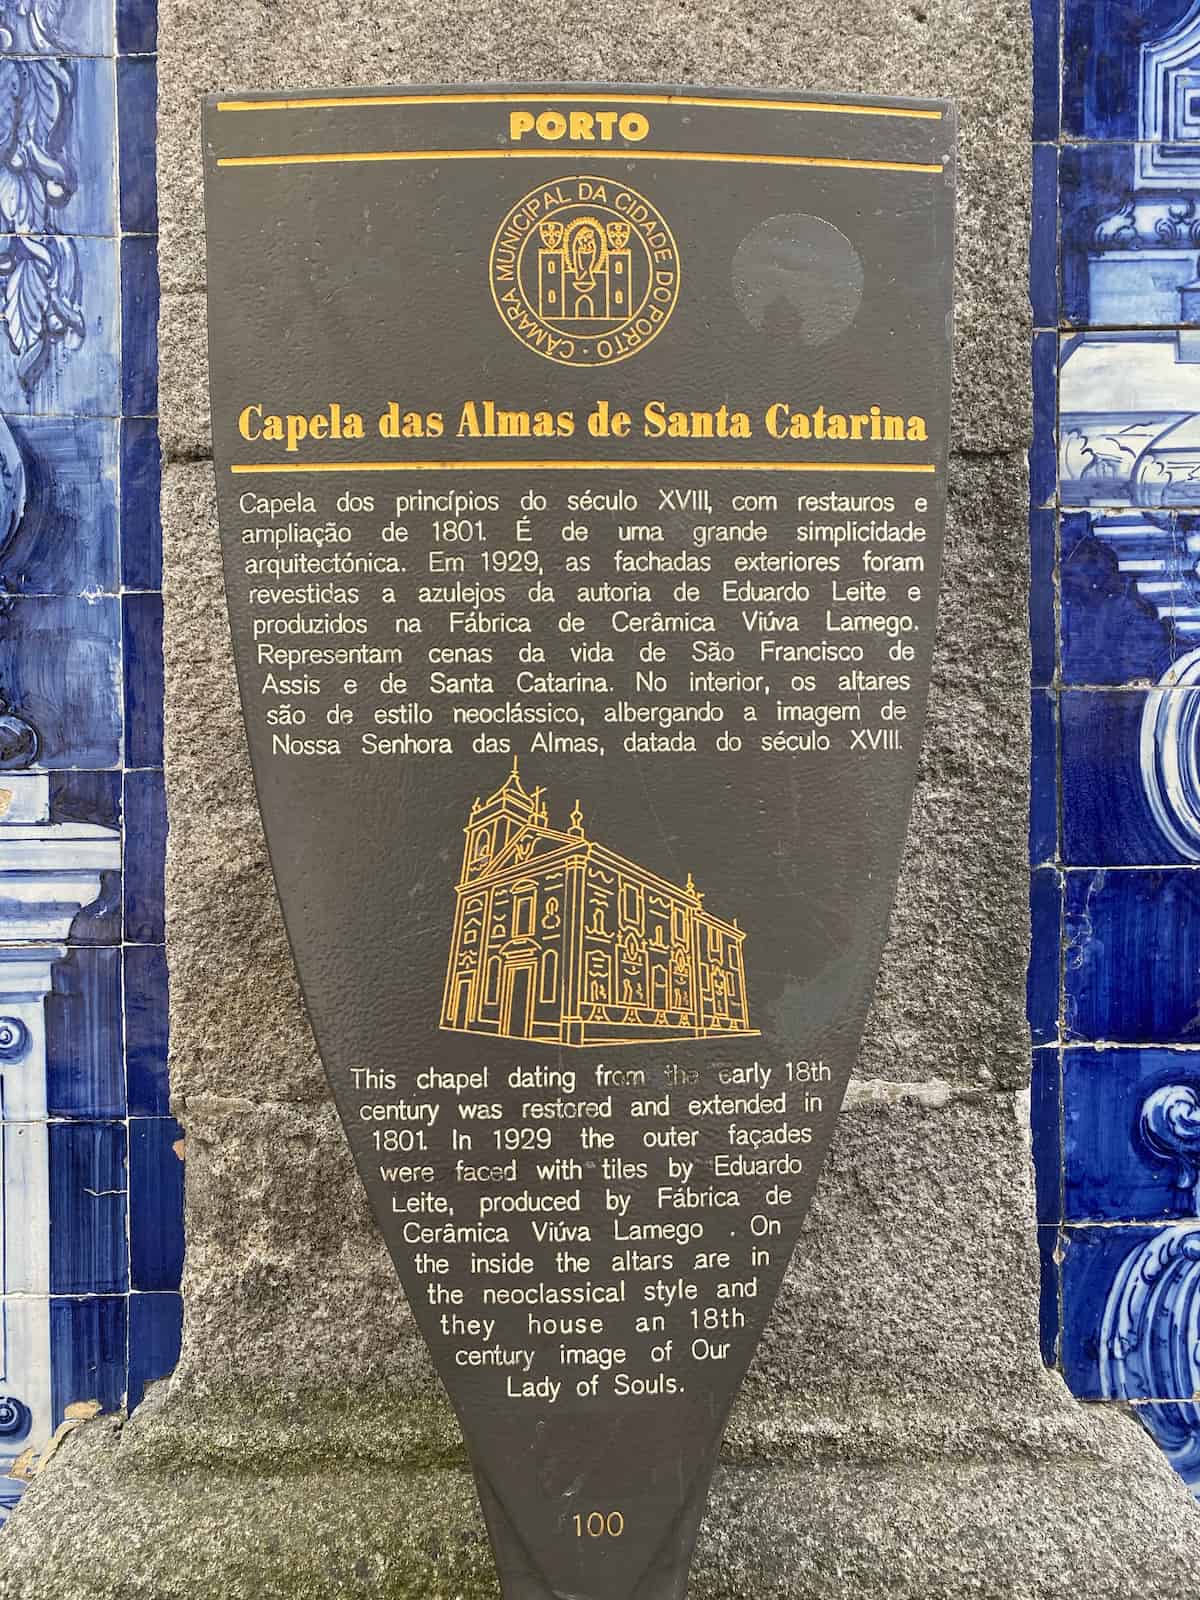 PORTO
CÂMARA MUNICIPAL DA CIDADE DO PORTO ·
Capela das Almas de Santa Catarina
Capela dos princípios do século XVIII, com restauros e
ampliação de 1801. É de uma grande simplicidade
arquitectónica. Em 1929, as fachadas exteriores foram
revestidas a azulejos da autoria de Eduardo Leite e
produzidos na Fábrica de Cerâmica Viúva Lamego.
Representam cenas da vida de São Francisco de
Assis e de Santa Catarina. No interior, os altares
são de estilo neoclássico, albergando a imagem de
Nossa Senhora das Almas, datada do século XVIII.
This chapel dating from the early 18th
century was restored and extended in
1801. In 1929 the outer façades
were faced with tiles by Eduardo
Leite, produced by Fábrica de
Cerâmica Viúva Lamego . On
the inside the altars are in
the neoclassical style and
they house an 18th
century image of Our
Lady of Souls.
100